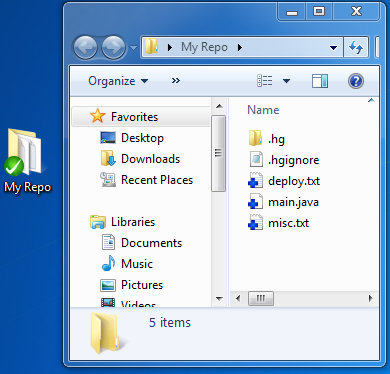 My Repo
My Repo
Organize
»
Favorites
Desktop
Downloads
Recent Places
Libraries
Documents
Music
Pictures
Videos
Name
.hg
.hgignore
deploy.txt
main.java
misc.txt
5 items